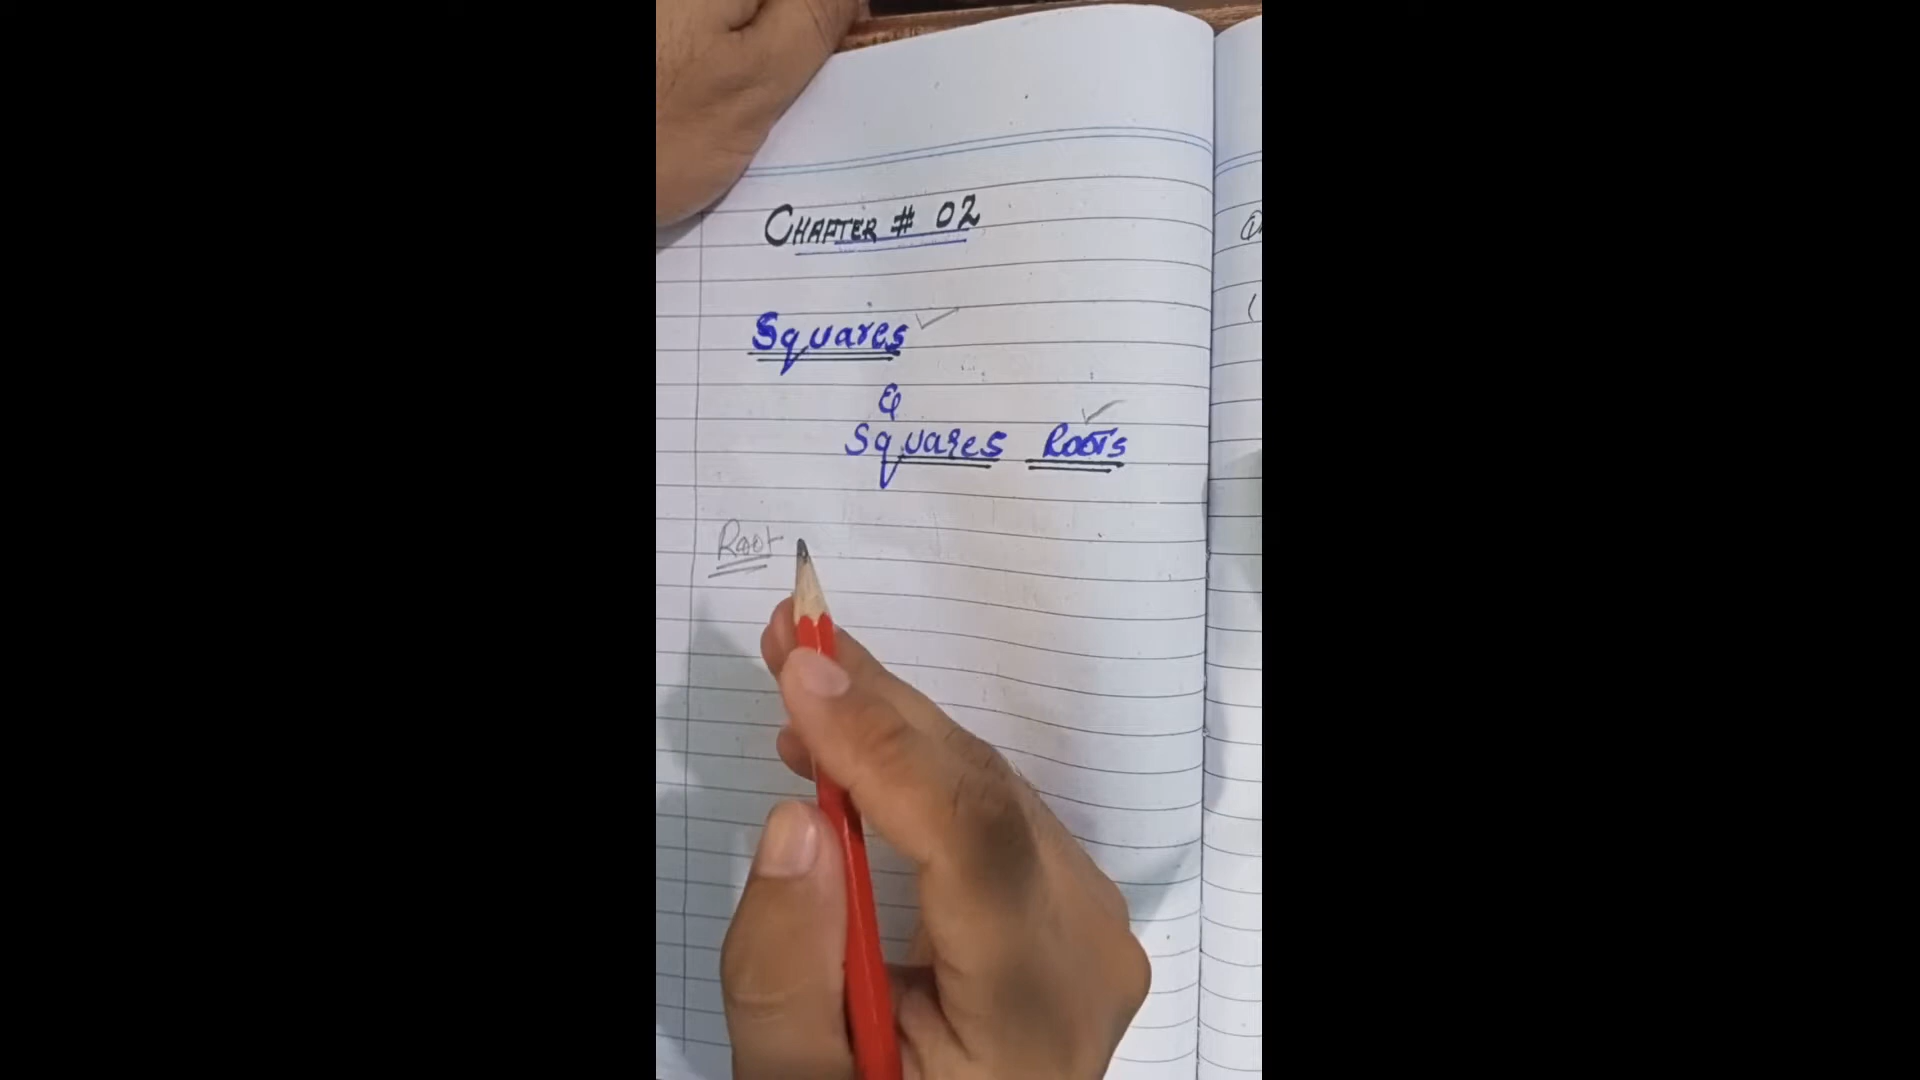 CHAPTER # 02
Squares
&
Squares Roots
Root